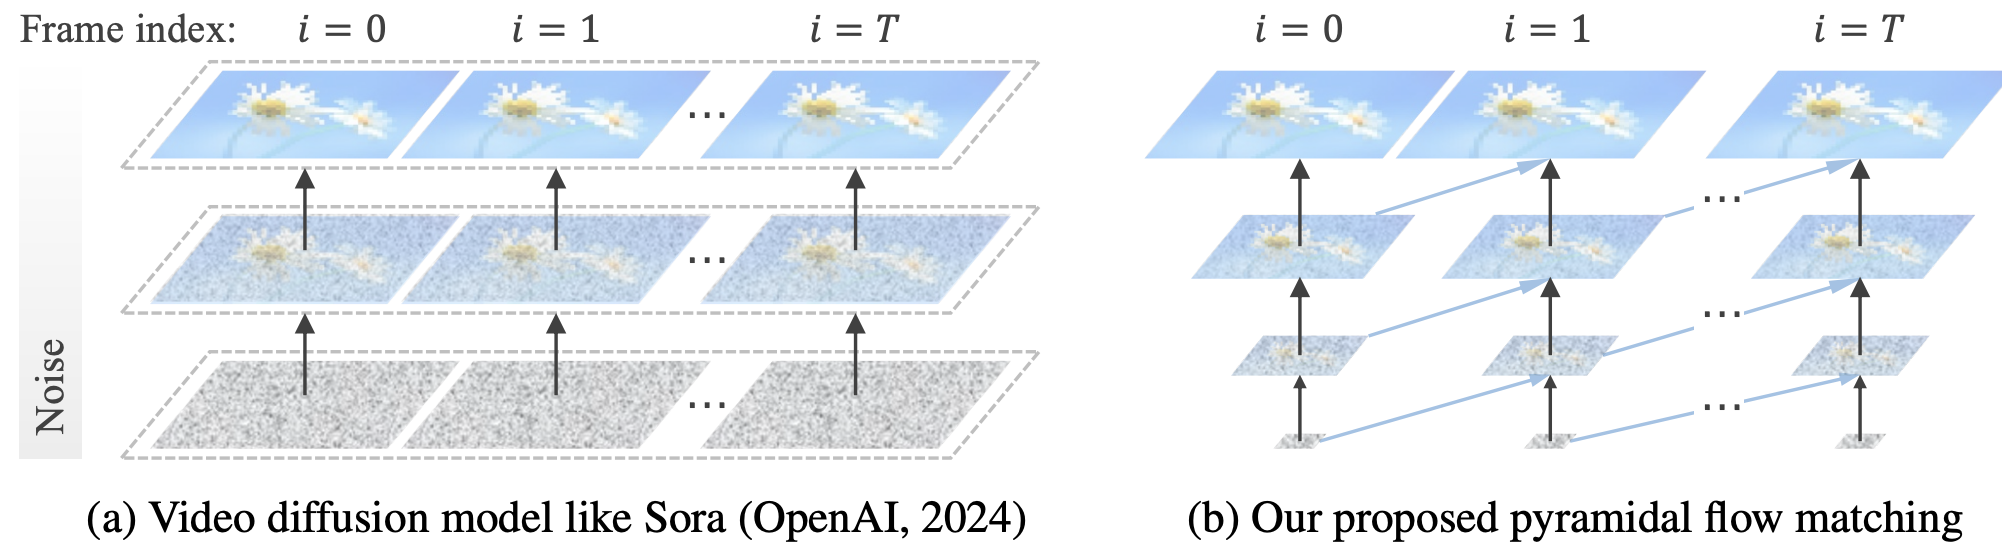 Frame index: i = 0 i = 1 i = T i = 0 i = 1 i = T
... ...
... ...
... ...
Noise
(a) Video diffusion model like Sora (OpenAI, 2024) (b) Our proposed pyramidal flow matching